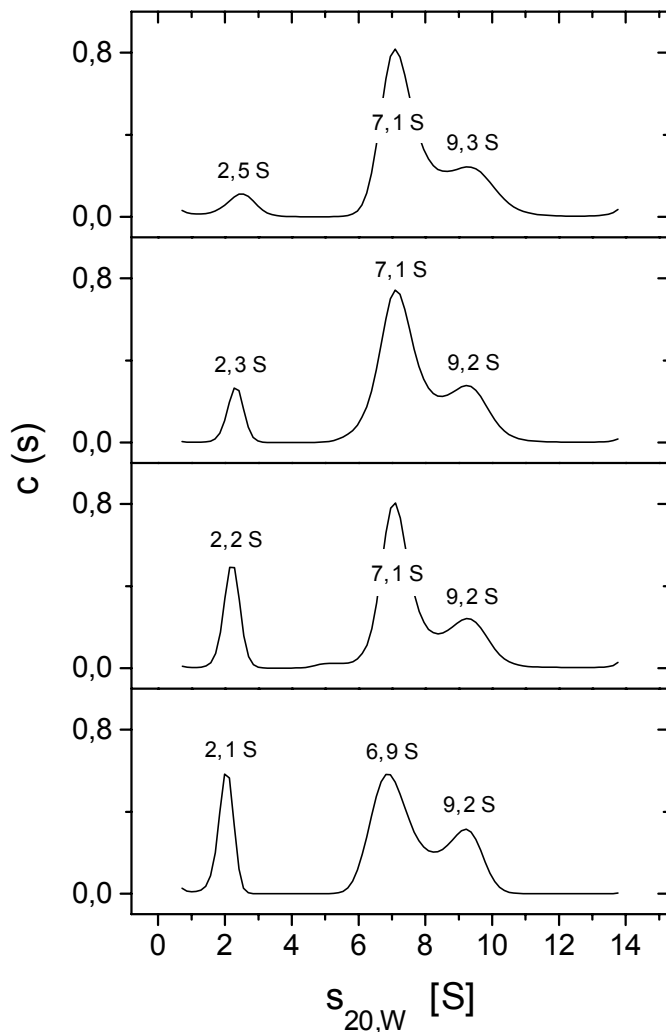 0,8
7,1 S
9,3 S
2,5 S
0,0
0,8
7,1 S
2,3 S
9,2 S
0,0
c (s)
0,8
2,2 S
7,1 S
9,2 S
0,0
0,8
2,1 S
6,9 S
9,2 S
0,0
0 2 4 6 8 10 12 14
s20,W [S]